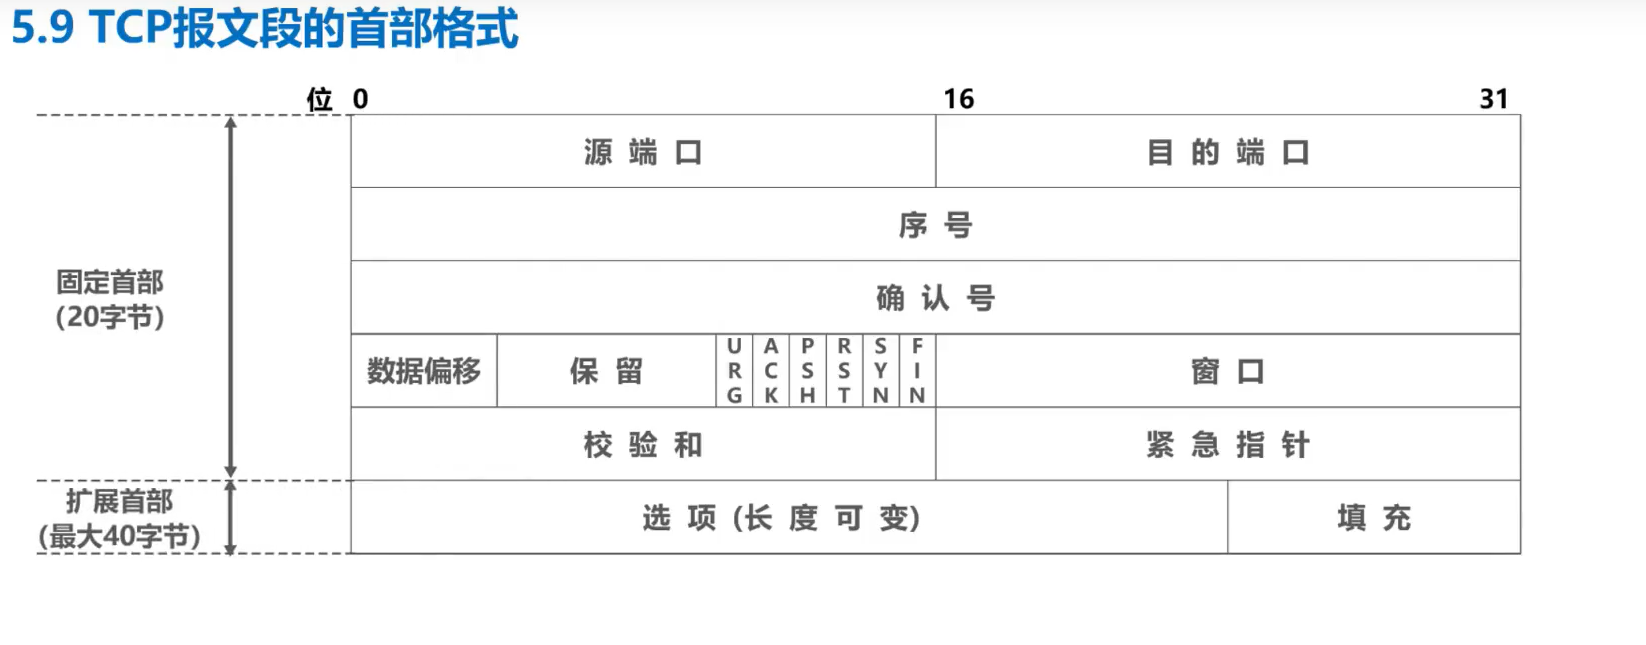 5.9 TCP报文段的首部格式
位 0 16 31
源 端 口 目 的 端 口
序 号
确 认 号
固定首部
(20字节)
数据偏移 保 留 URG ACK PSH RST SYN FIN 窗 口
校 验 和 紧 急 指 针
扩展首部
(最大40字节)
选 项 (长 度 可 变) 填 充